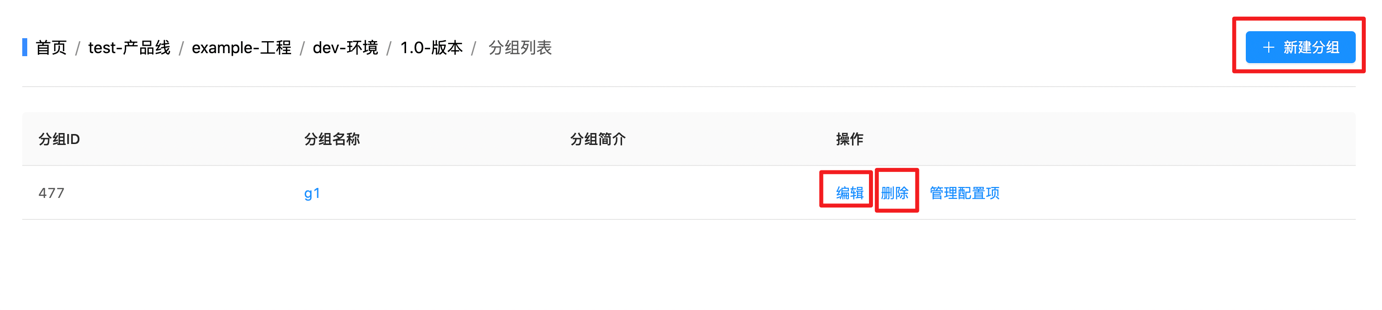 首页 / test-产品线 / example-工程 / dev-环境 / 1.0-版本 / 分组列表 + 新建分组
分组ID 分组名称 分组简介 操作
477 g1 编辑 删除 管理配置项